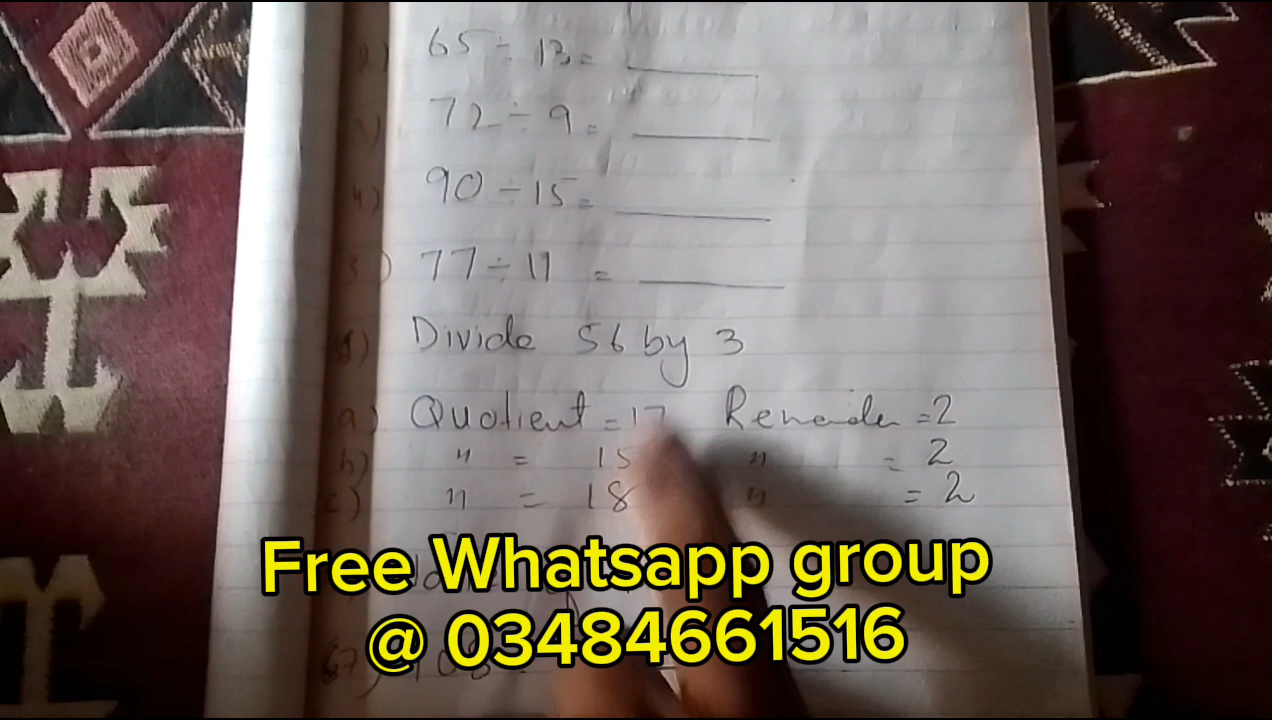 65 ÷ 13 =
72 ÷ 9 =
90 ÷ 15 =
77 ÷ 11 =
Divide 56 by 3
a) Quotient = 17 Remaider = 2
b) " = 15 " = 2
c) " = 18 " = 2
Free Whatsapp group
@ 03484661516